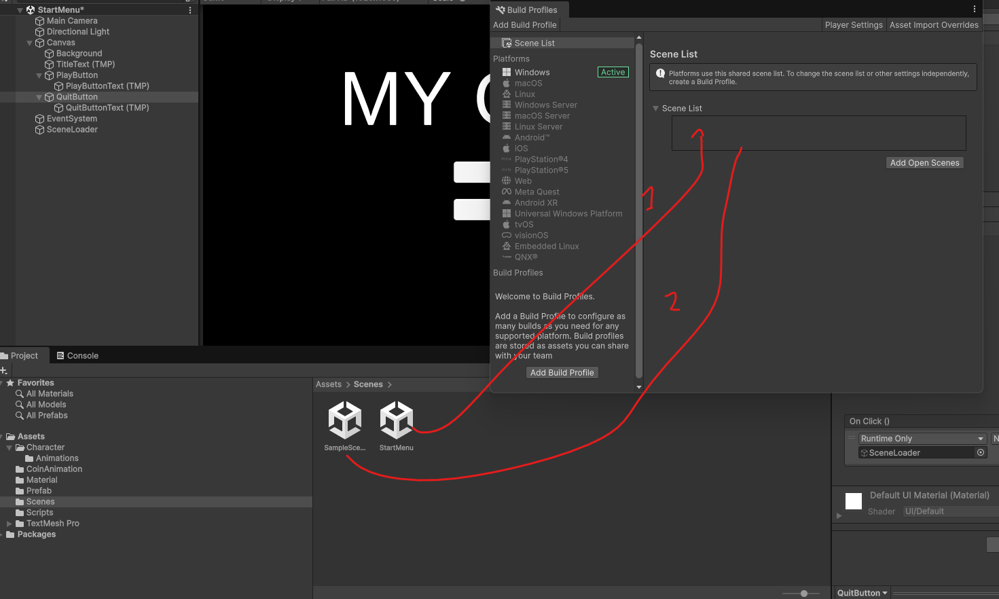 StartMenu*
Main Camera
Directional Light
Canvas
Background
TitleText (TMP)
PlayButton
PlayButtonText (TMP)
QuitButton
QuitButtonText (TMP)
EventSystem
SceneLoader
MY
Build Profiles
Add Build Profile
Player Settings
Asset Import Overrides
Scene List
Platforms
Windows
Active
macOS
Linux
Windows Server
macOS Server
Linux Server
Android™
iOS
PlayStation®4
PlayStation®5
Web
Meta Quest
Android XR
Universal Windows Platform
tvOS
visionOS
Embedded Linux
QNX®
Build Profiles
Welcome to Build Profiles.
Add a Build Profile to configure as
many builds as you need for any
supported platform. Build profiles
are stored as assets you can share
with your team
Add Build Profile
Scene List
Platforms use this shared scene list. To change the scene list or other settings independently,
create a Build Profile.
Scene List
Add Open Scenes
1
2
Project
Console
Favorites
All Materials
All Models
All Prefabs
Assets
Character
Animations
CoinAnimation
Material
Prefab
Scenes
Scripts
TextMesh Pro
Packages
Assets > Scenes >
SampleSce...
StartMenu
On Click ()
Runtime Only
N
SceneLoader
Default UI Material (Material)
Shader
UI/Default
QuitButton